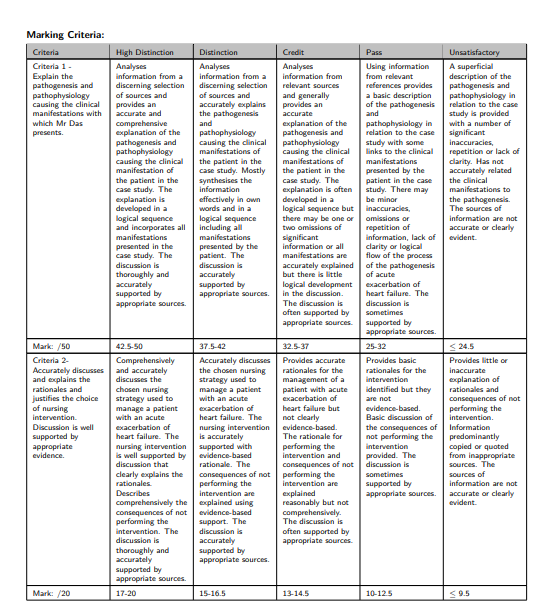 Marking Criteria:
Criteria High Distinction Distinction Credit Pass Unsatisfactory
Criteria 1 -
Explain the
pathogenesis and
pathophysiology
causing the clinical
manifestations with
which Mr Das
presents.
Analyses
information from a
discerning selection
of sources and
provides an
accurate and
comprehensive
explanation of the
pathogenesis and
pathophysiology
causing the clinical
manifestation of
the patient in the
case study. The
explanation is
developed in a
logical sequence
and incorporates all
manifestations
presented in the
case study. The
discussion is
thoroughly and
accurately
supported by
appropriate sources.
Analyses
information from a
discerning selection
of sources and
accurately explains
the pathogenesis
and
pathophysiology
causing the clinical
manifestations of
the patient in the
case study. Mostly
synthesises the
information
effectively in own
words and in a
logical sequence
including all
manifestations
presented by the
patient. The
discussion is
accurately
supported by
appropriate sources.
Analyses
information from
relevant sources
and generally
provides an
accurate
explanation of the
pathogenesis and
pathophysiology
causing the clinical
manifestations of
the patient in the
case study. The
explanation is often
developed in a
logical sequence but
there may be one or
two omissions of
significant
information or all
manifestations are
accurately explained
but there is little
logical development
in the discussion.
The discussion is
often supported by
appropriate sources.
Using information
from relevant
references provides
a basic description
of the pathogenesis
and
pathophysiology in
relation to the case
study with some
links to the clinical
manifestations
presented by the
patient in the case
study. There may
be minor
inaccuracies,
omissions or
repetition of
information, lack of
clarity or logical
flow of the process
of the pathogenesis
of acute
exacerbation of
heart failure. The
discussion is
sometimes
supported by
appropriate sources.
A superficial
description of the
pathogenesis and
pathophysiology in
relation to the case
study is provided
with a number of
significant
inaccuracies,
repetition or lack of
clarity. Has not
accurately related
the clinical
manifestations to
the pathogenesis.
The sources of
information are not
accurate or clearly
evident.
Mark: /50 42.5-50 37.5-42 32.5-37 25-32 ≤ 24.5
Criteria 2-
Accurately discusses
and explains the
rationales and
justifies the choice
of nursing
intervention.
Discussion is well
supported by
appropriate
evidence.
Comprehensively
and accurately
discusses the
chosen nursing
strategy used to
manage a patient
with an acute
exacerbation of
heart failure. The
nursing intervention
is well supported by
discussion that
clearly explains the
rationales.
Describes
comprehensively the
consequences of not
performing the
intervention. The
discussion is
thoroughly and
accurately
supported by
appropriate sources.
Accurately discusses
the chosen nursing
strategy used to
manage a patient
with an acute
exacerbation of
heart failure. The
nursing intervention
is accurately
supported with
evidence-based
rationale. The
consequences of not
performing the
intervention are
explained using
evidence-based
support. The
discussion is
accurately
supported by
appropriate sources.
Provides accurate
rationales for the
management of a
patient with acute
exacerbation of
heart failure but
not clearly
evidence-based.
The rationale for
performing the
intervention and
consequences of not
performing the
intervention are
explained
reasonably but not
comprehensively.
The discussion is
often supported by
appropriate sources.
Provides basic
rationales for the
intervention
identified but they
are not
evidence-based.
Basic discussion of
the consequences of
not performing the
intervention
provided. The
discussion is
sometimes
supported by
appropriate sources.
Provides little or
inaccurate
explanation of
rationales and
consequences of not
performing the
intervention.
Information
predominantly
copied or quoted
from inappropriate
sources. The
sources of
information are not
accurate or clearly
evident.
Mark: /20 17-20 15-16.5 13-14.5 10-12.5 ≤ 9.5